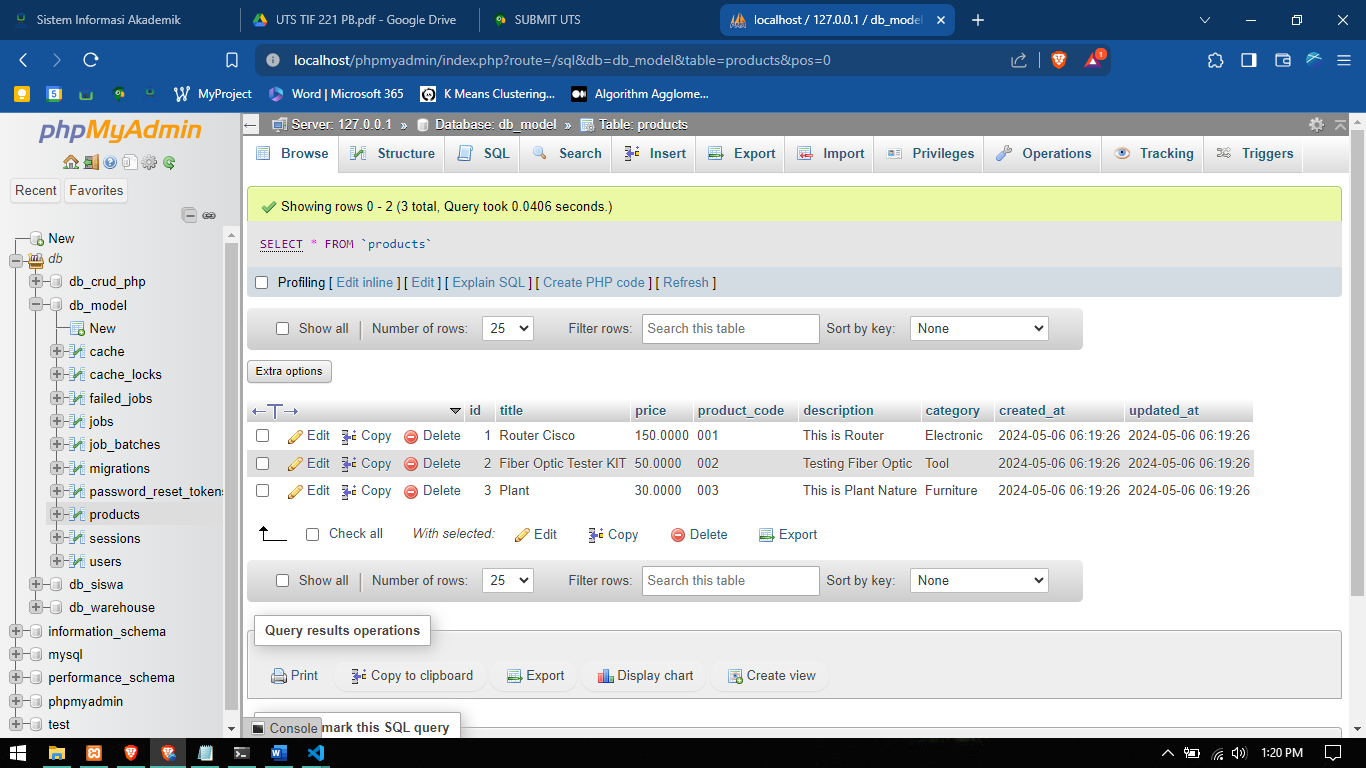 Sistem Informasi Akademik
UTS TIF 221 PB.pdf - Google Drive
SUBMIT UTS
localhost / 127.0.0.1 / db_model
localhost/phpmyadmin/index.php?route=/sql&db=db_model&table=products&pos=0
1
5
MyProject
Word | Microsoft 365
K Means Clustering...
Algorithm Agglome...
phpMyAdmin
Recent
Favorites
New
db
db_crud_php
db_model
New
cache
cache_locks
failed_jobs
jobs
job_batches
migrations
password_reset_tokens
products
sessions
users
db_siswa
db_warehouse
information_schema
mysql
performance_schema
phpmyadmin
test
Server: 127.0.0.1 » Database: db_model » Table: products
Browse Structure SQL Search Insert Export Import Privileges Operations Tracking Triggers
Showing rows 0 - 2 (3 total, Query took 0.0406 seconds.)
SELECT * FROM `products`
Profiling [ Edit inline ] [ Edit ] [ Explain SQL ] [ Create PHP code ] [ Refresh ]
Show all | Number of rows: 25 Filter rows: Search this table Sort by key: None
Extra options
id title price product_code description category created_at updated_at
Edit Copy Delete 1 Router Cisco 150.0000 001 This is Router Electronic 2024-05-06 06:19:26 2024-05-06 06:19:26
Edit Copy Delete 2 Fiber Optic Tester KIT 50.0000 002 Testing Fiber Optic Tool 2024-05-06 06:19:26 2024-05-06 06:19:26
Edit Copy Delete 3 Plant 30.0000 003 This is Plant Nature Furniture 2024-05-06 06:19:26 2024-05-06 06:19:26
Check all With selected: Edit Copy Delete Export
Show all | Number of rows: 25 Filter rows: Search this table Sort by key: None
Query results operations
Print Copy to clipboard Export Display chart Create view
Console
mark this SQL query
1:20 PM